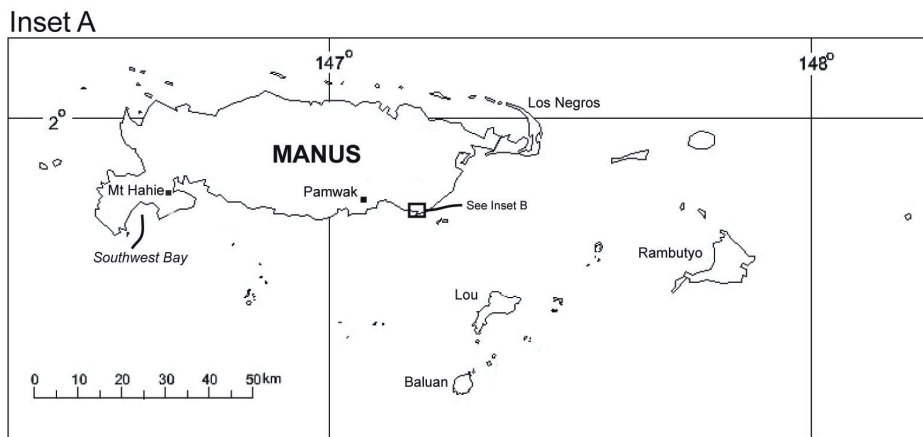 Inset A
147°
148°
2°
Los Negros
MANUS
Mt Hahie
Pamwak
See Inset B
Southwest Bay
Rambutyo
Lou
Baluan
0 10 20 30 40 50km